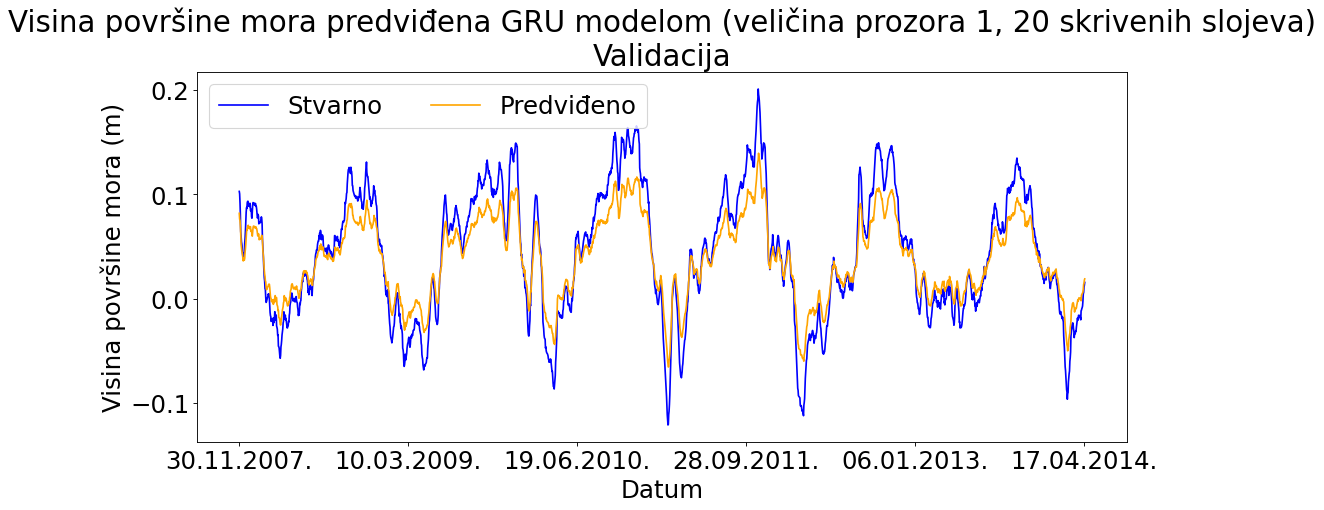 Visina površine mora predviđena GRU modelom (veličina prozora 1, 20 skrivenih slojeva)
Validacija
Stvarno Predviđeno
Visina površine mora (m)
0.2
0.1
0.0
−0.1
30.11.2007. 10.03.2009. 19.06.2010. 28.09.2011. 06.01.2013. 17.04.2014.
Datum